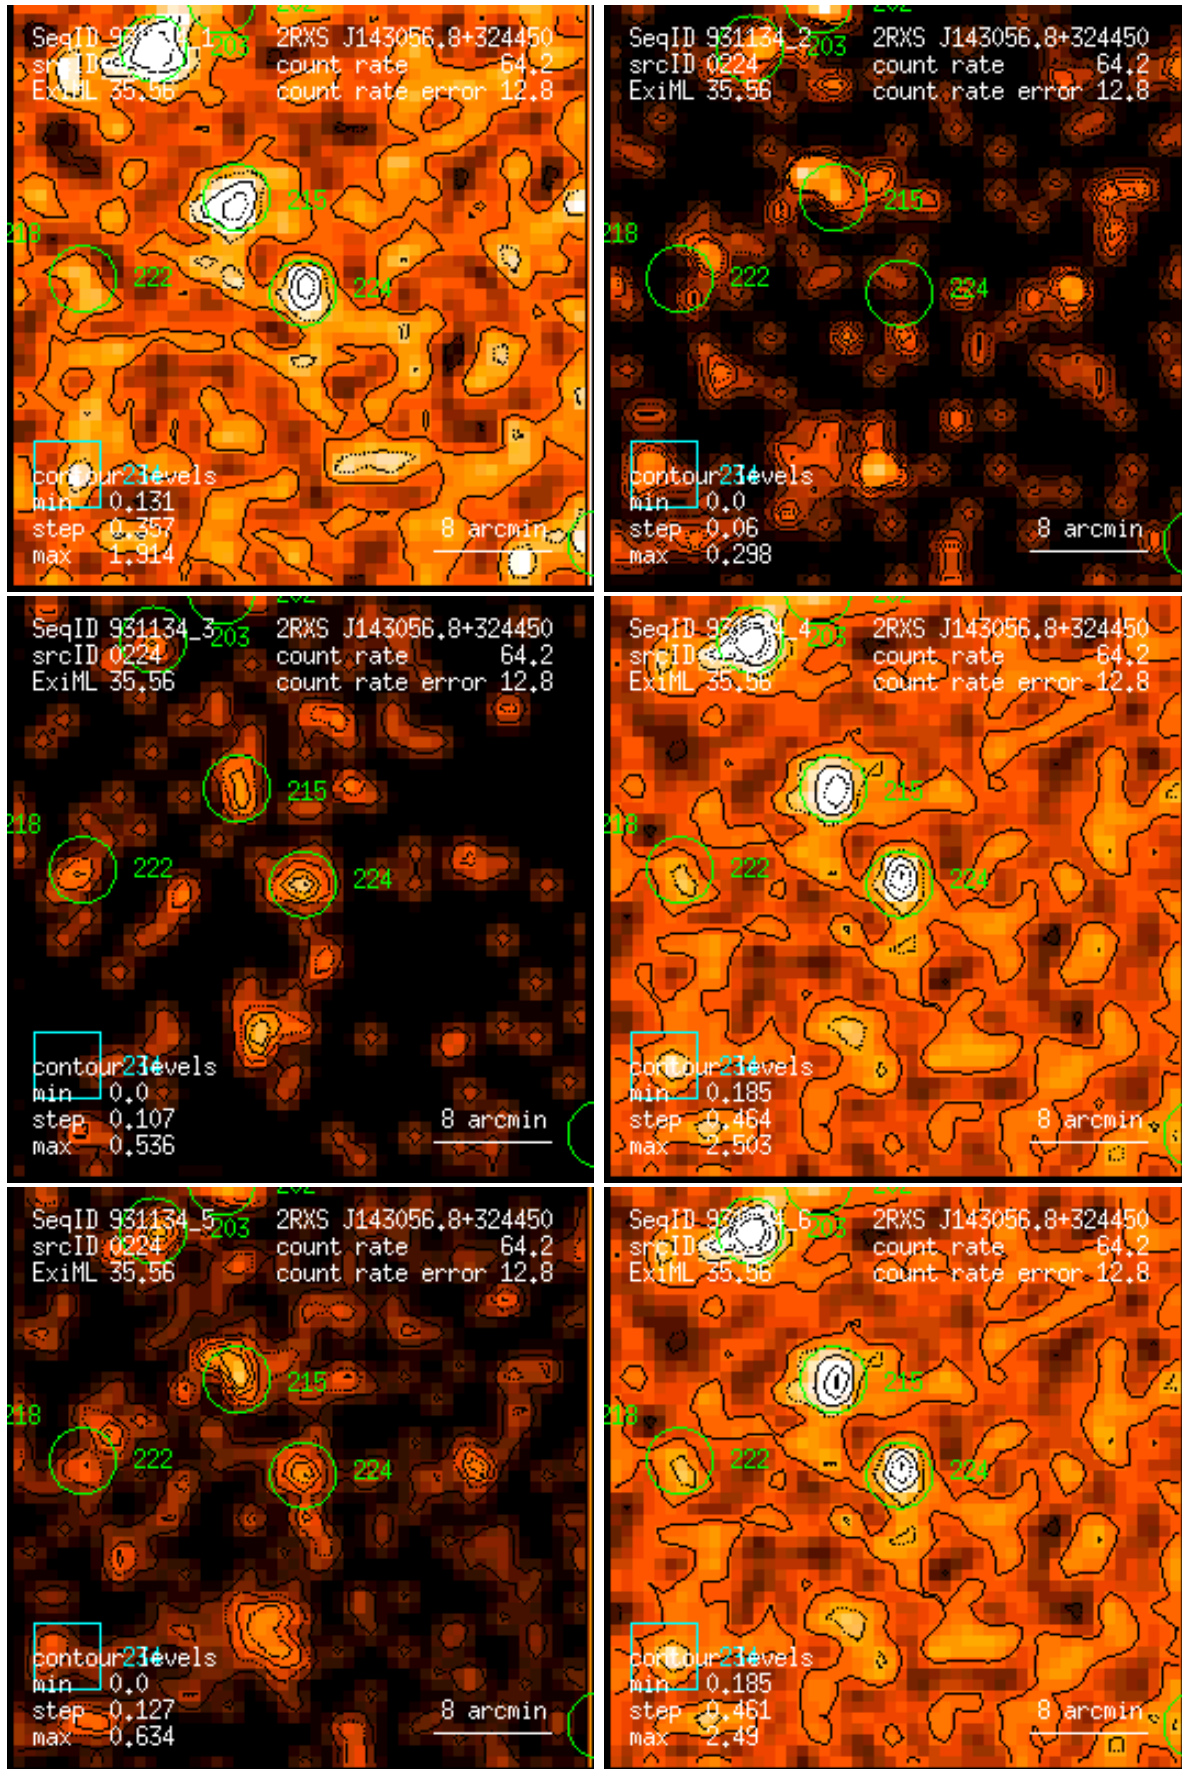 202
SeqID 931134_1 203 2RXS J143056.8+324450
srcID count rate 64.2
ExiML 35.56 count rate error 12.8
215
218
222
224
contour levels
min 0.131
step 0.357 8 arcmin
max 1.914
202
SeqID 931134_2 203 2RXS J143056.8+324450
srcID 0224 count rate 64.2
ExiML 35.56 count rate error 12.8
215
218
222
224
contour levels
min 0.0
step 0.06 8 arcmin
max 0.298
202
SeqID 931134_3 203 2RXS J143056.8+324450
srcID 0224 count rate 64.2
ExiML 35.56 count rate error 12.8
215
218
222
224
contour levels
min 0.0
step 0.107 8 arcmin
max 0.536
202
SeqID _4 203 2RXS J143056.8+324450
srcID count rate 64.2
ExiML 35.56 count rate error 12.8
215
218
222
224
contour levels
min 0.185
step 0.464 8 arcmin
max 2.503
202
SeqID 931134_5 203 2RXS J143056.8+324450
srcID 0224 count rate 64.2
ExiML 35.56 count rate error 12.8
215
218
222
224
contour levels
min 0.0
step 0.127 8 arcmin
max 0.634
202
SeqID _6 203 2RXS J143056.8+324450
srcID count rate 64.2
ExiML 35.56 count rate error 12.8
215
218
222
224
contour levels
min 0.185
step 0.461 8 arcmin
max 2.49